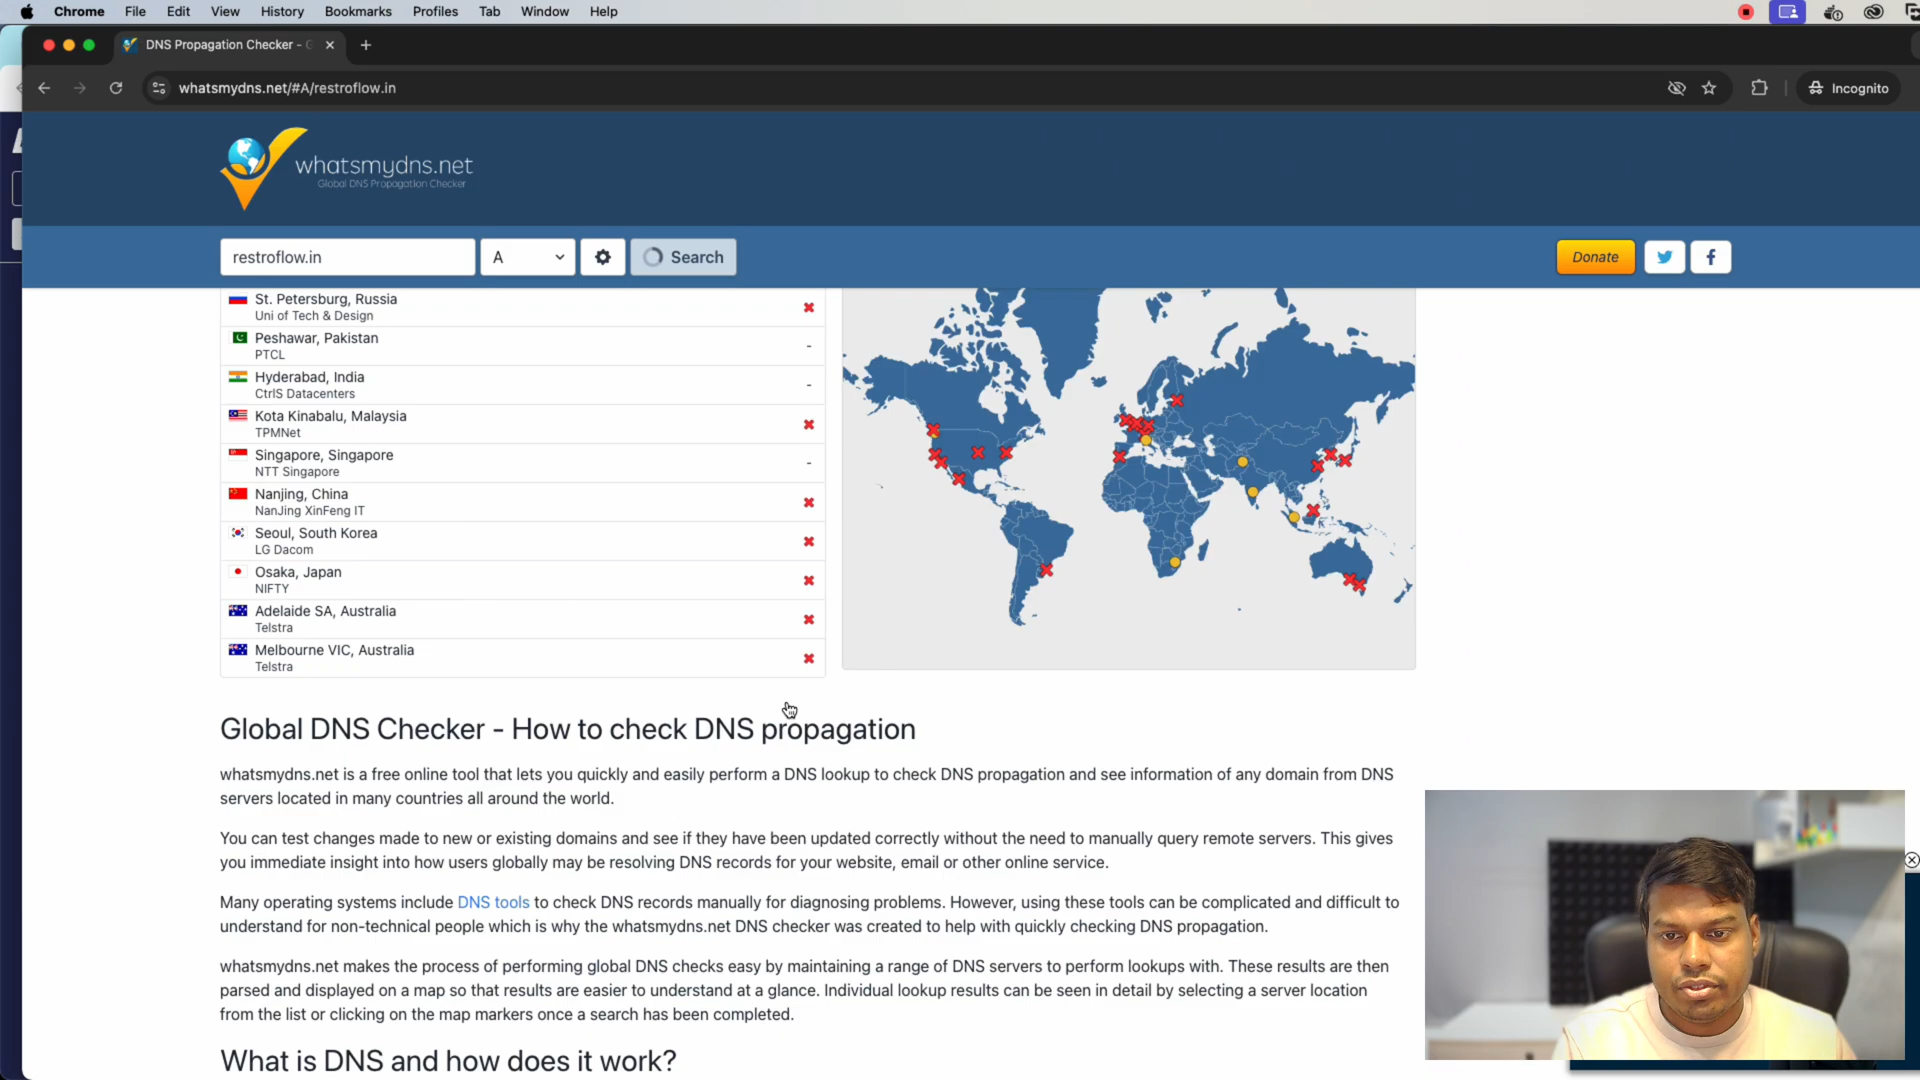 Chrome File Edit View History Bookmarks Profiles Tab Window Help
DNS Propagation Checker -
whatsmydns.net/#A/restroflow.in
Incognito
whatsmydns.net
Global DNS Propagation Checker
restroflow.in A Search Donate
St. Petersburg, Russia
Uni of Tech & Design
Peshawar, Pakistan
PTCL -
Hyderabad, India
CtrlS Datacenters -
Kota Kinabalu, Malaysia
TPMNet
Singapore, Singapore
NTT Singapore -
Nanjing, China
NanJing XinFeng IT
Seoul, South Korea
LG Dacom
Osaka, Japan
NIFTY
Adelaide SA, Australia
Telstra
Melbourne VIC, Australia
Telstra
Global DNS Checker - How to check DNS propagation
whatsmydns.net is a free online tool that lets you quickly and easily perform a DNS lookup to check DNS propagation and see information of any domain from DNS
servers located in many countries all around the world.
You can test changes made to new or existing domains and see if they have been updated correctly without the need to manually query remote servers. This gives
you immediate insight into how users globally may be resolving DNS records for your website, email or other online service.
Many operating systems include DNS tools to check DNS records manually for diagnosing problems. However, using these tools can be complicated and difficult to
understand for non-technical people which is why the whatsmydns.net DNS checker was created to help with quickly checking DNS propagation.
whatsmydns.net makes the process of performing global DNS checks easy by maintaining a range of DNS servers to perform lookups with. These results are then
parsed and displayed on a map so that results are easier to understand at a glance. Individual lookup results can be seen in detail by selecting a server location
from the list or clicking on the map markers once a search has been completed.
What is DNS and how does it work?